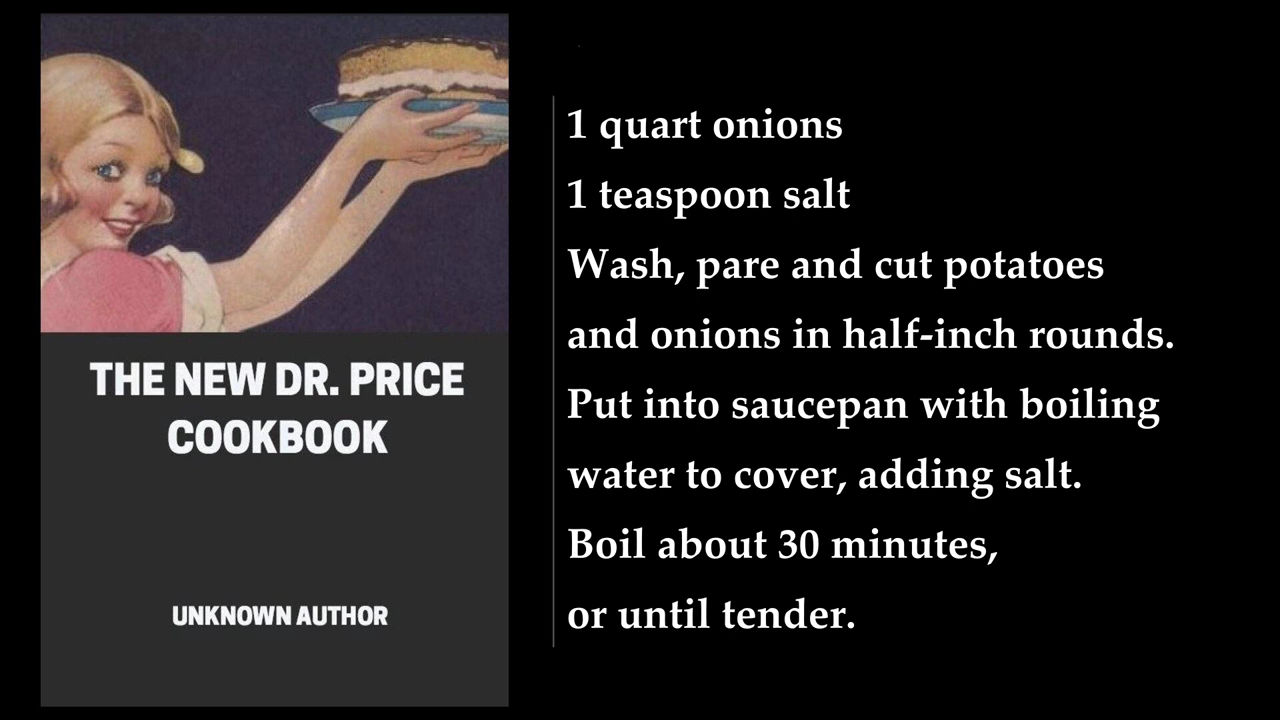 THE NEW DR. PRICE
COOKBOOK
UNKNOWN AUTHOR
1 quart onions
1 teaspoon salt
Wash, pare and cut potatoes
and onions in half-inch rounds.
Put into saucepan with boiling
water to cover, adding salt.
Boil about 30 minutes,
or until tender.